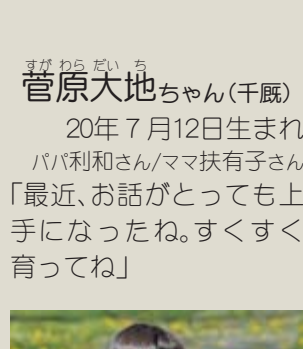 すがわらだいち
菅原大地ちゃん(千厩)
20年7月12日生まれ
パパ利和さん/ママ扶有子さん
「最近、お話がとっても上
手になったね。すくすく
育ってね」